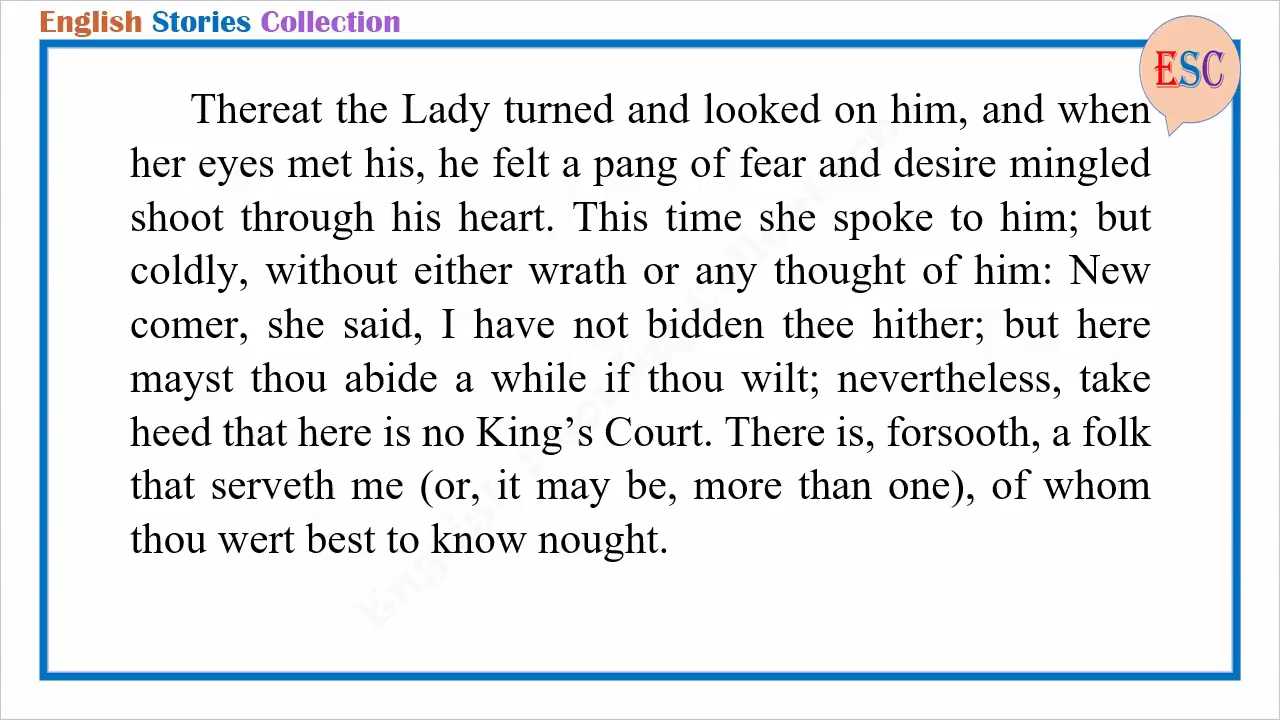 English Stories Collection
ESC
Thereat the Lady turned and looked on him, and when
her eyes met his, he felt a pang of fear and desire mingled
shoot through his heart. This time she spoke to him; but
coldly, without either wrath or any thought of him: New
comer, she said, I have not bidden thee hither; but here
mayst thou abide a while if thou wilt; nevertheless, take
heed that here is no King’s Court. There is, forsooth, a folk
that serveth me (or, it may be, more than one), of whom
thou wert best to know nought.